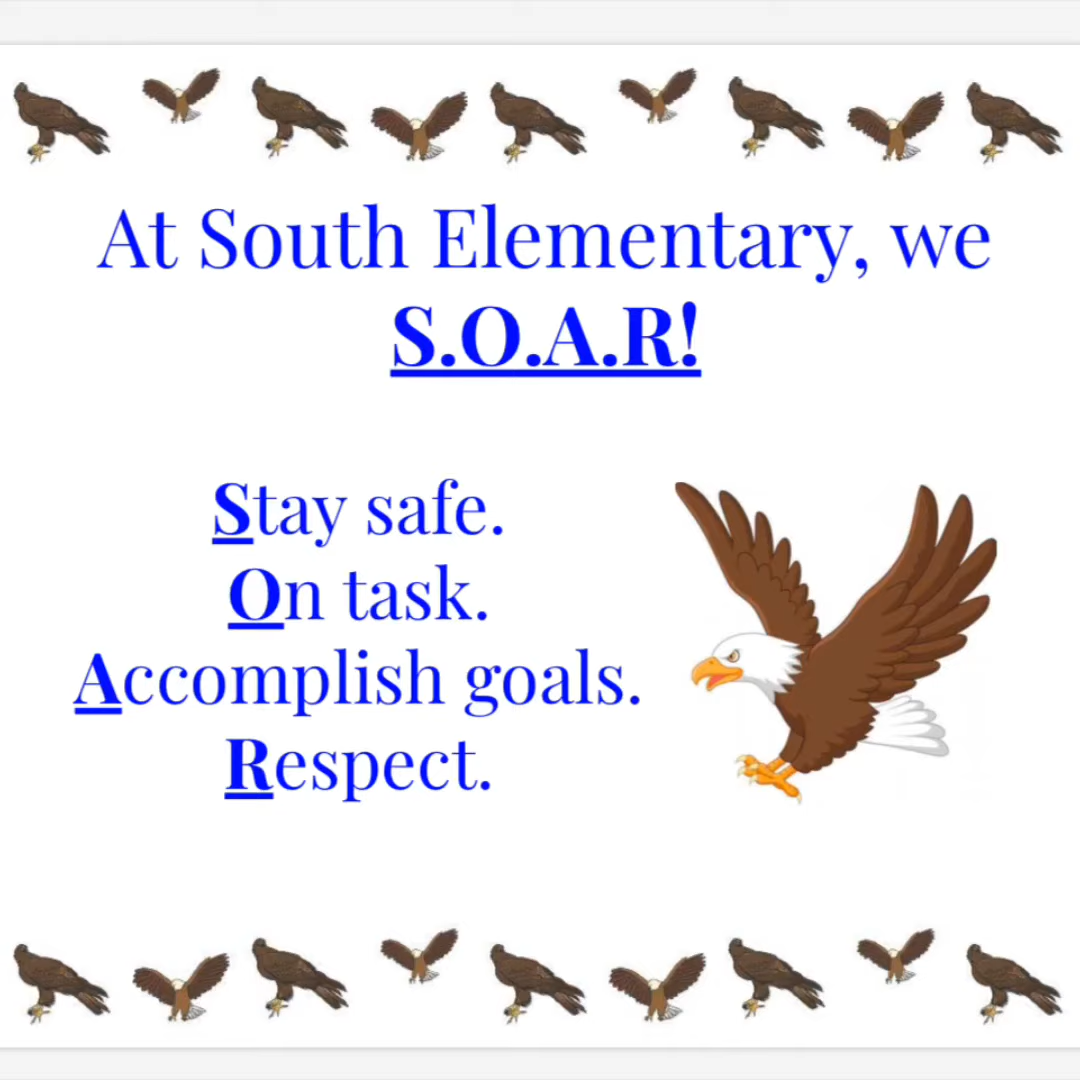 At South Elementary, we
S.O.A.R!
Stay safe.
On task.
Accomplish goals.
Respect.